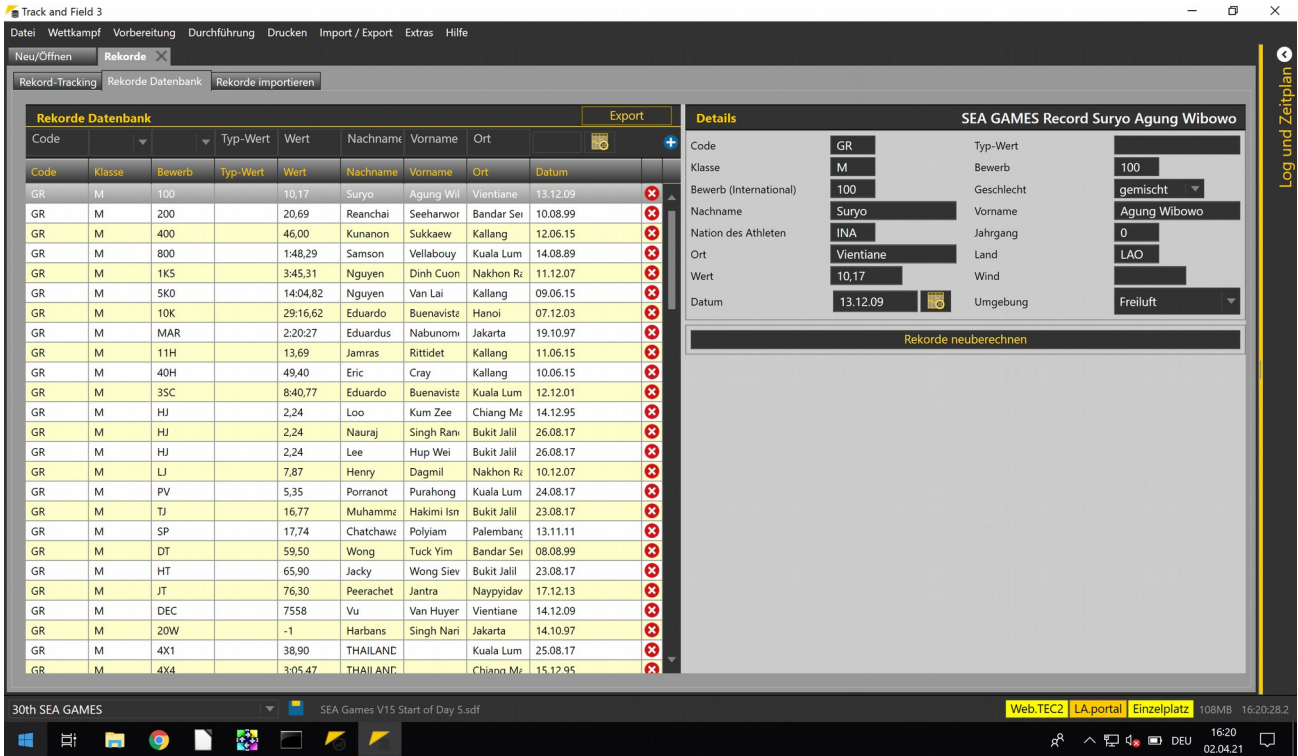 Track and Field 3
Datei Wettkampf Vorbereitung Durchführung Drucken Import / Export Extras Hilfe
Neu/Öffnen Rekorde
Rekord-Tracking Rekorde Datenbank Rekorde importieren
Rekorde Datenbank Export
Code Typ-Wert Wert Nachname Vorname Ort
Code Klasse Bewerb Typ-Wert Wert Nachname Vorname Ort Datum
GR M 100 10,17 Suryo Agung Wil Vientiane 13.12.09
GR M 200 20,69 Reanchai Seeharwor Bandar Ser 10.08.99
GR M 400 46,00 Kunanon Sukkaew Kallang 12.06.15
GR M 800 1:48,29 Samson Vellabouy Kuala Lum 14.08.89
GR M 1K5 3:45,31 Nguyen Dinh Cuon Nakhon Ra 11.12.07
GR M 5K0 14:04,82 Nguyen Van Lai Kallang 09.06.15
GR M 10K 29:16,62 Eduardo Buenavista Hanoi 07.12.03
GR M MAR 2:20:27 Eduardus Nabunome Jakarta 19.10.97
GR M 11H 13,69 Jamras Rittidet Kallang 11.06.15
GR M 40H 49,40 Eric Cray Kallang 10.06.15
GR M 3SC 8:40,77 Eduardo Buenavista Kuala Lum 12.12.01
GR M HJ 2,24 Loo Kum Zee Chiang Ma 14.12.95
GR M HJ 2,24 Nauraj Singh Rand Bukit Jalil 26.08.17
GR M HJ 2,24 Lee Hup Wei Bukit Jalil 26.08.17
GR M LJ 7,87 Henry Dagmil Nakhon Ra 10.12.07
GR M PV 5,35 Porranot Purahong Kuala Lum 24.08.17
GR M TJ 16,77 Muhamma Hakimi Ism Bukit Jalil 23.08.17
GR M SP 17,74 Chatchawa Polyiam Palembang 13.11.11
GR M DT 59,50 Wong Tuck Yim Bandar Ser 08.08.99
GR M HT 65,90 Jacky Wong Siew Bukit Jalil 23.08.17
GR M JT 76,30 Peerachet Jantra Naypyidaw 17.12.13
GR M DEC 7558 Vu Van Huyen Vientiane 14.12.09
GR M 20W -1 Harbans Singh Nari Jakarta 14.10.97
GR M 4X1 38,90 THAILAND Kuala Lum 25.08.17
GR M 4X4 3:05,47 THAILAND Chiang Ma 15.12.95
Details SEA GAMES Record Suryo Agung Wibowo
Code GR Typ-Wert
Klasse M Bewerb 100
Bewerb (International) 100 Geschlecht gemischt
Nachname Suryo Vorname Agung Wibowo
Nation des Athleten INA Jahrgang 0
Ort Vientiane Land LAO
Wert 10,17 Wind
Datum 13.12.09 Umgebung Freiluft
Rekorde neuberechnen
Log und Zeitplan
30th SEA GAMES SEA Games V15 Start of Day 5.sdf Web.TEC2 LA.portal Einzelplatz 108MB 16:20:28.2
DEU 16:20
02.04.21